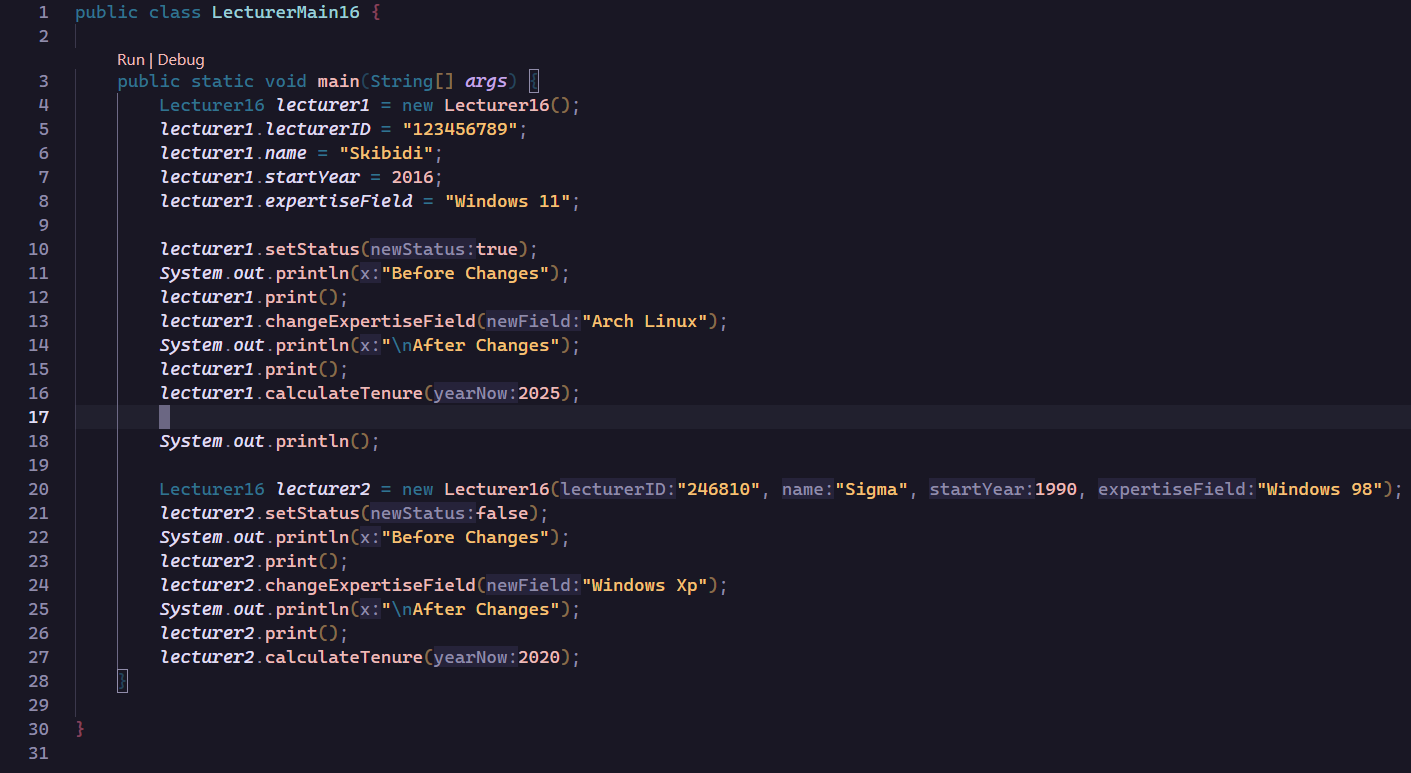 1 public class LecturerMain16 {
2
Run | Debug
3 public static void main(String[] args) {
4 Lecturer16 lecturer1 = new Lecturer16();
5 lecturer1.lecturerID = "123456789";
6 lecturer1.name = "Skibidi";
7 lecturer1.startYear = 2016;
8 lecturer1.expertiseField = "Windows 11";
9
10 lecturer1.setStatus(newStatus:true);
11 System.out.println(x:"Before Changes");
12 lecturer1.print();
13 lecturer1.changeExpertiseField(newField:"Arch Linux");
14 System.out.println(x:"\nAfter Changes");
15 lecturer1.print();
16 lecturer1.calculateTenure(yearNow:2025);
17
18 System.out.println();
19
20 Lecturer16 lecturer2 = new Lecturer16(lecturerID:"246810", name:"Sigma", startYear:1990, expertiseField:"Windows 98");
21 lecturer2.setStatus(newStatus:false);
22 System.out.println(x:"Before Changes");
23 lecturer2.print();
24 lecturer2.changeExpertiseField(newField:"Windows Xp");
25 System.out.println(x:"\nAfter Changes");
26 lecturer2.print();
27 lecturer2.calculateTenure(yearNow:2020);
28 }
29
30 }
31